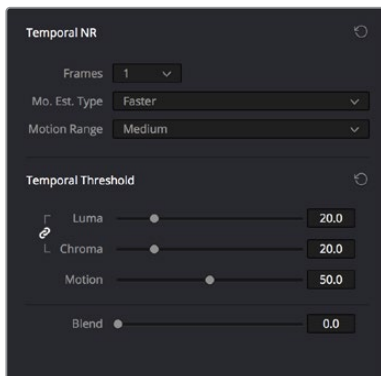 Temporal NR
Frames 1
Mo. Est. Type Faster
Motion Range Medium
Temporal Threshold
Luma 20.0
Chroma 20.0
Motion 50.0
Blend 0.0